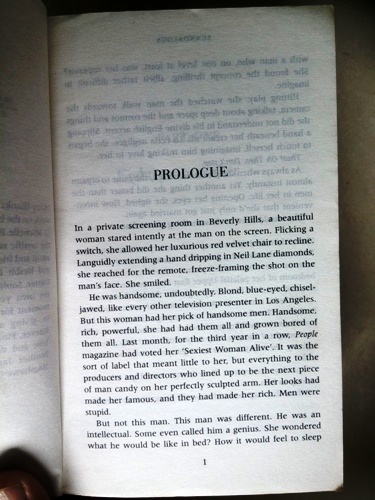 PROLOGUE
In a private screening room in Beverly Hills, a beautiful
woman stared intently at the man on the screen. Flicking a
switch, she allowed her luxurious red velvet chair to recline.
Languidly extending a hand dripping in Neil Lane diamonds,
she reached for the remote, freeze-framing the shot on the
man's face. She smiled.
He was handsome, undoubtedly. Blond, blue-eyed, chisel-
jawed, like every other television presenter in Los Angeles.
But this woman had her pick of handsome men. Handsome,
rich, powerful, she had had them all and grown bored of
them all. Last month, for the third year in a row, People
magazine had voted her 'Sexiest Woman Alive'. It was the
sort of label that meant little to her, but everything to the
producers and directors who lined up to be the next piece
of man candy on her perfectly sculpted arm. Her looks had
made her famous, and they had made her rich. Men were
stupid.
But not this man. This man was different. He was an
intellectual. Some even called him a genius. She wondered
what he would be like in bed? How it would feel to sleep
1